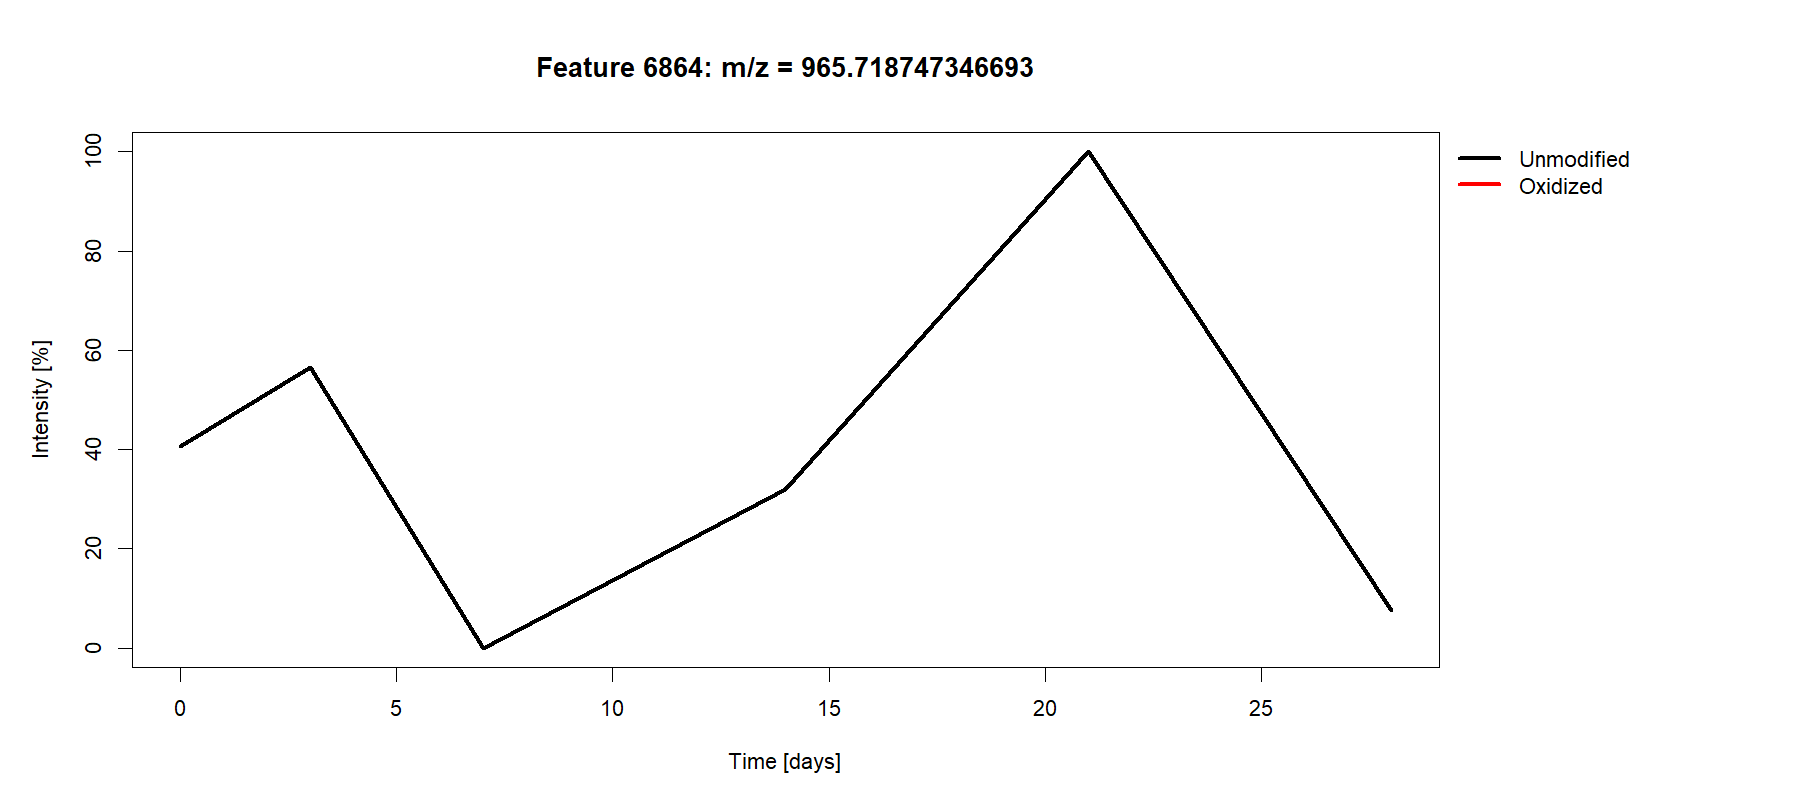 Feature 6864: m/z = 965.718747346693
Unmodified
Oxidized
Intensity [%]
100
80
60
40
20
0
0 5 10 15 20 25
Time [days]